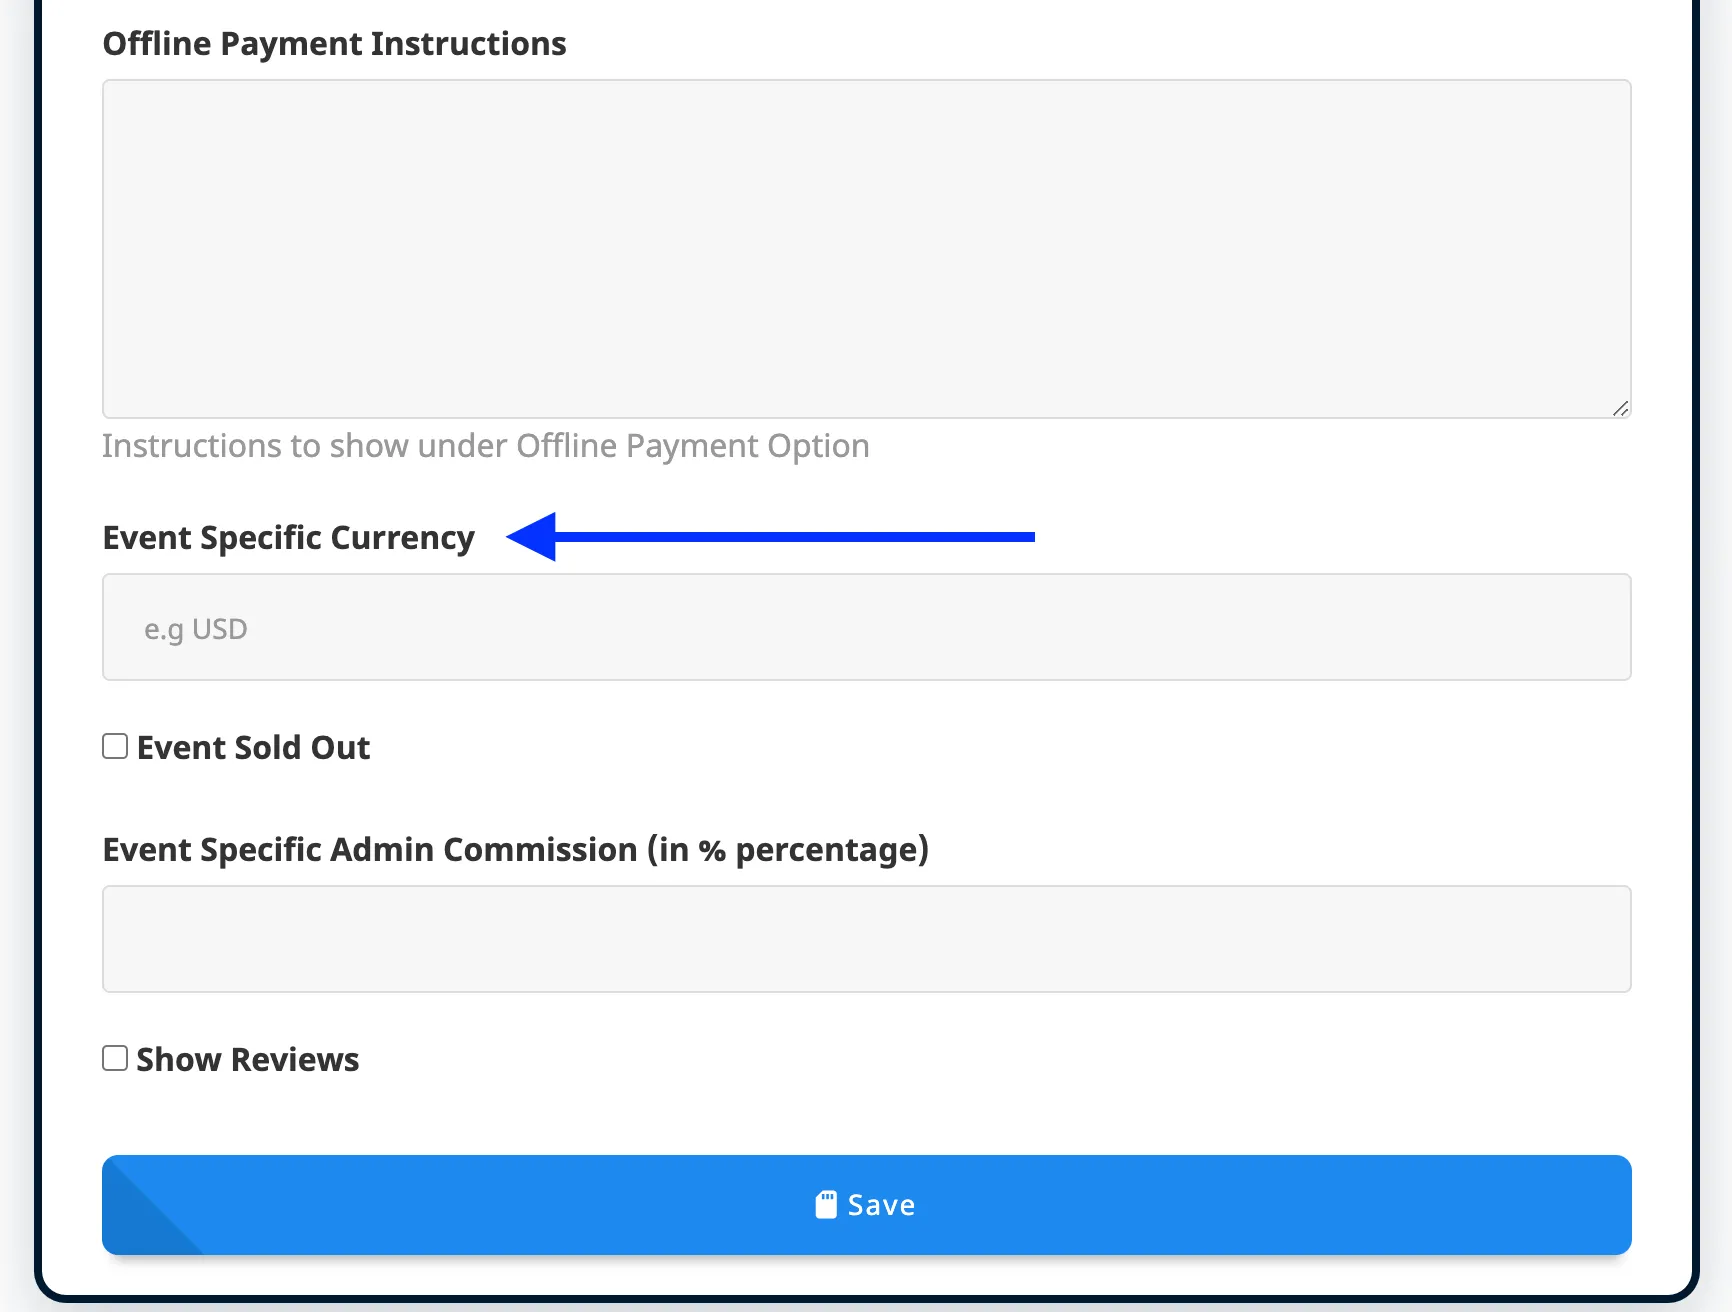 Offline Payment Instructions
Instructions to show under Offline Payment Option
Event Specific Currency
e.g USD
Event Sold Out
Event Specific Admin Commission (in % percentage)
Show Reviews
Save